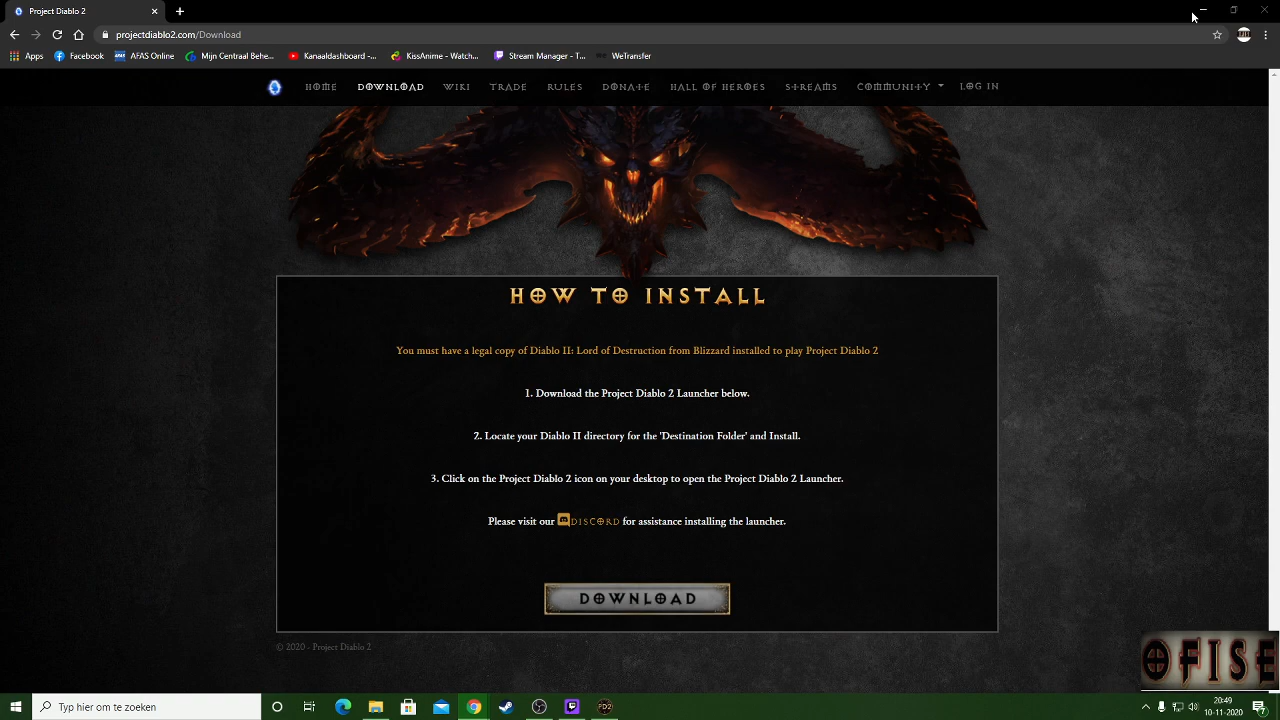 Project Diablo 2
projectdiablo2.com/Download
Apps Facebook AFAS Online Mijn Centraal Behe... Kanaaldashboard -... KissAnime - Watch... Stream Manager - T... WeTransfer
HOME DOWNLOAD WIKI TRADE RULES DONATE HALL OF HEROES STREAMS COMMUNITY LOG IN
HOW TO INSTALL
You must have a legal copy of Diablo II: Lord of Destruction from Blizzard installed to play Project Diablo 2
1. Download the Project Diablo 2 Launcher below.
2. Locate your Diablo II directory for the 'Destination Folder' and Install.
3. Click on the Project Diablo 2 icon on your desktop to open the Project Diablo 2 Launcher.
Please visit our DISCORD for assistance installing the launcher.
DOWNLOAD
© 2020 - Project Diablo 2
OFISE
Typ hier om te zoeken
PD2
20:49
10-11-2020